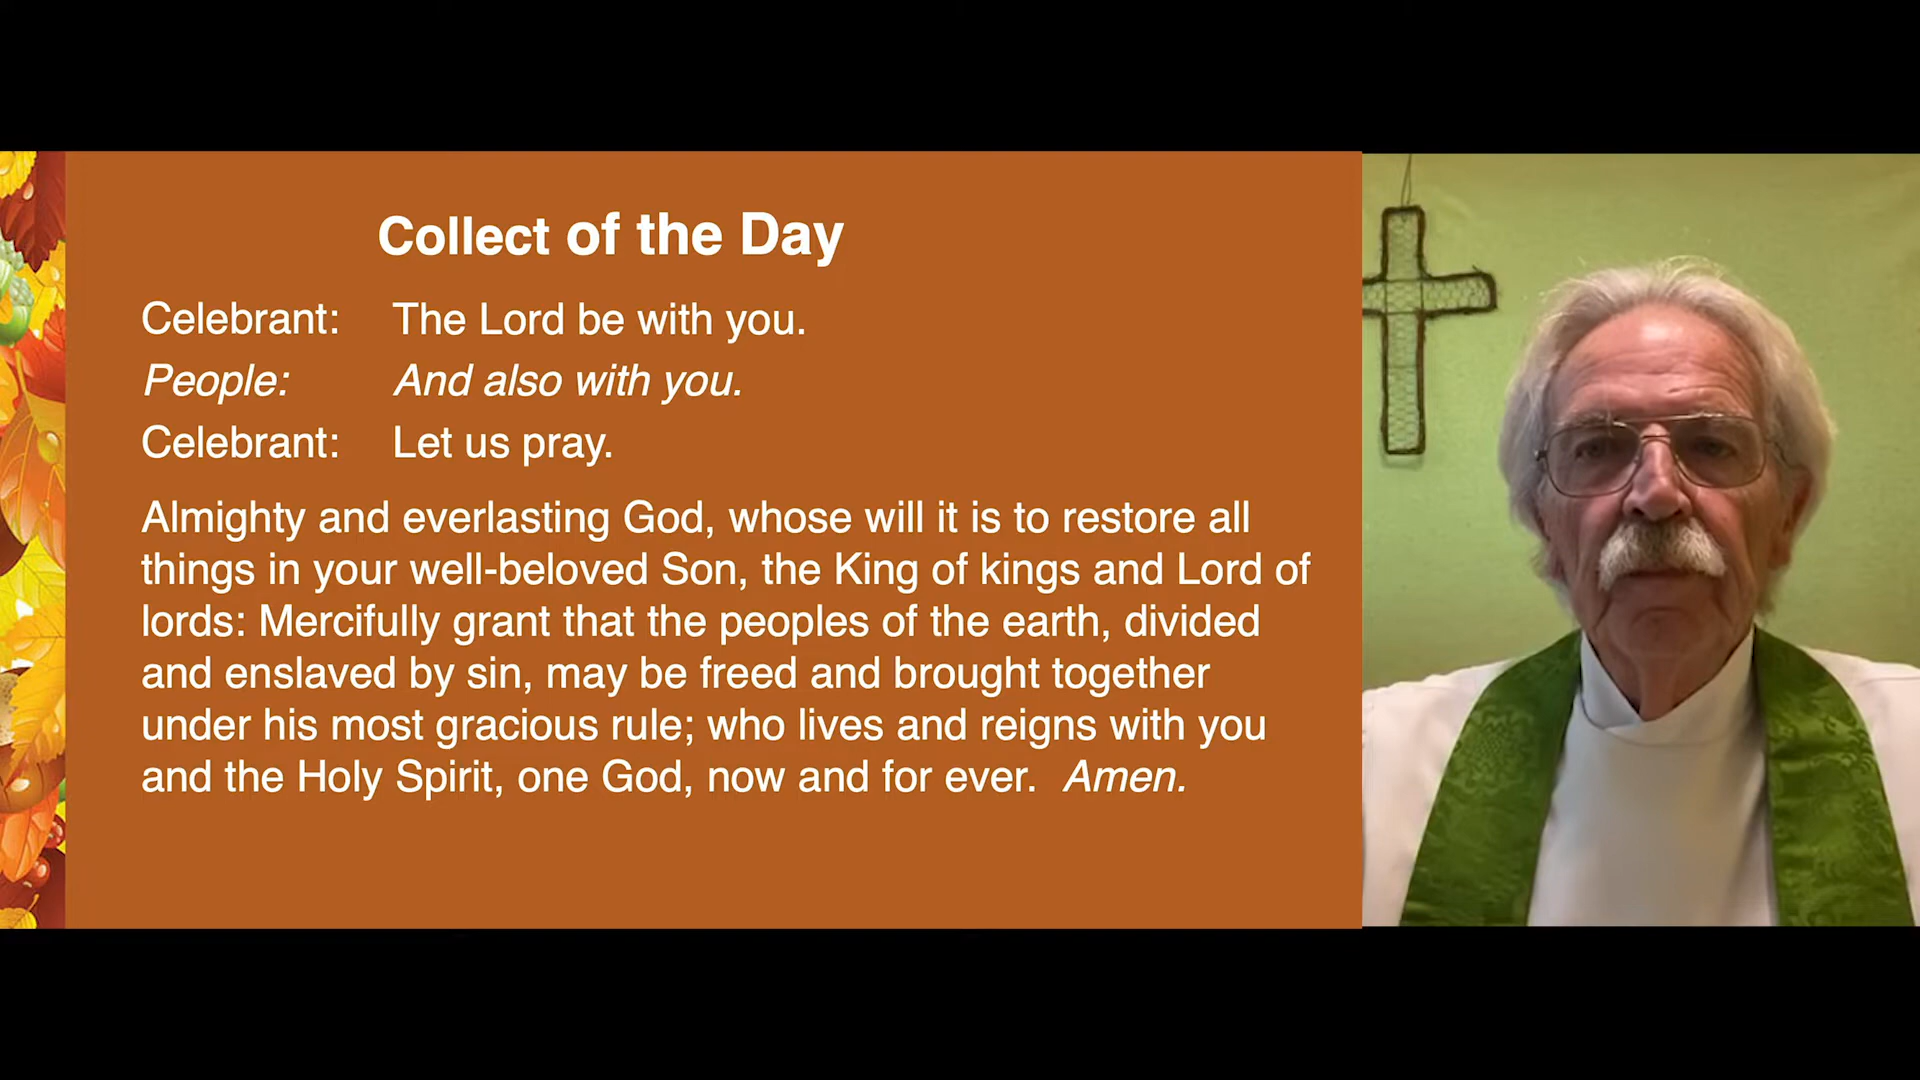 Collect of the Day
Celebrant: The Lord be with you.
People: And also with you.
Celebrant: Let us pray.
Almighty and everlasting God, whose will it is to restore all
things in your well-beloved Son, the King of kings and Lord of
lords: Mercifully grant that the peoples of the earth, divided
and enslaved by sin, may be freed and brought together
under his most gracious rule; who lives and reigns with you
and the Holy Spirit, one God, now and for ever. Amen.